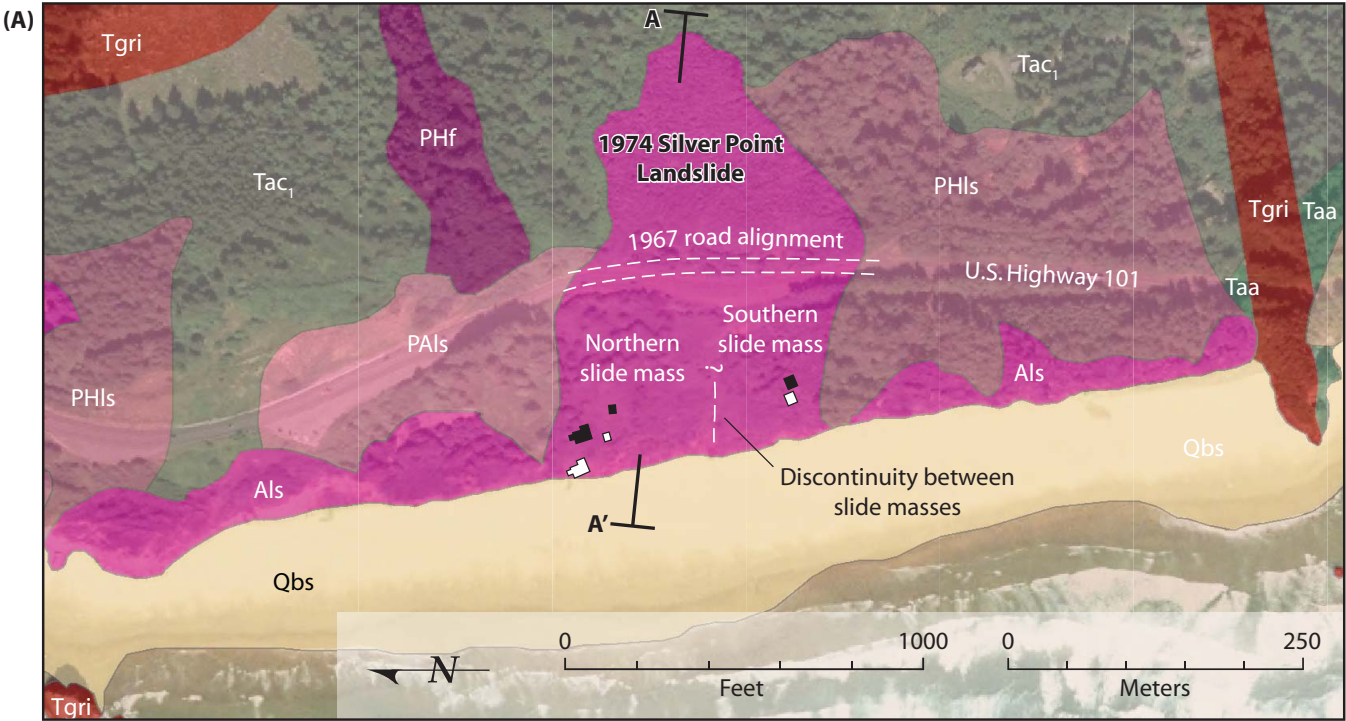 (A)
Tgri
A
PHf
Tac1
1974 Silver Point
Landslide
Tac1
PHls
Tgri
Taa
1967 road alignment
U.S. Highway 101
Taa
PAls
Northern
slide mass
Southern
slide mass
?
Als
PHls
Als
Qbs
Discontinuity between
slide masses
A'
Qbs
N
0
1000
Feet
0
250
Meters
Tgri